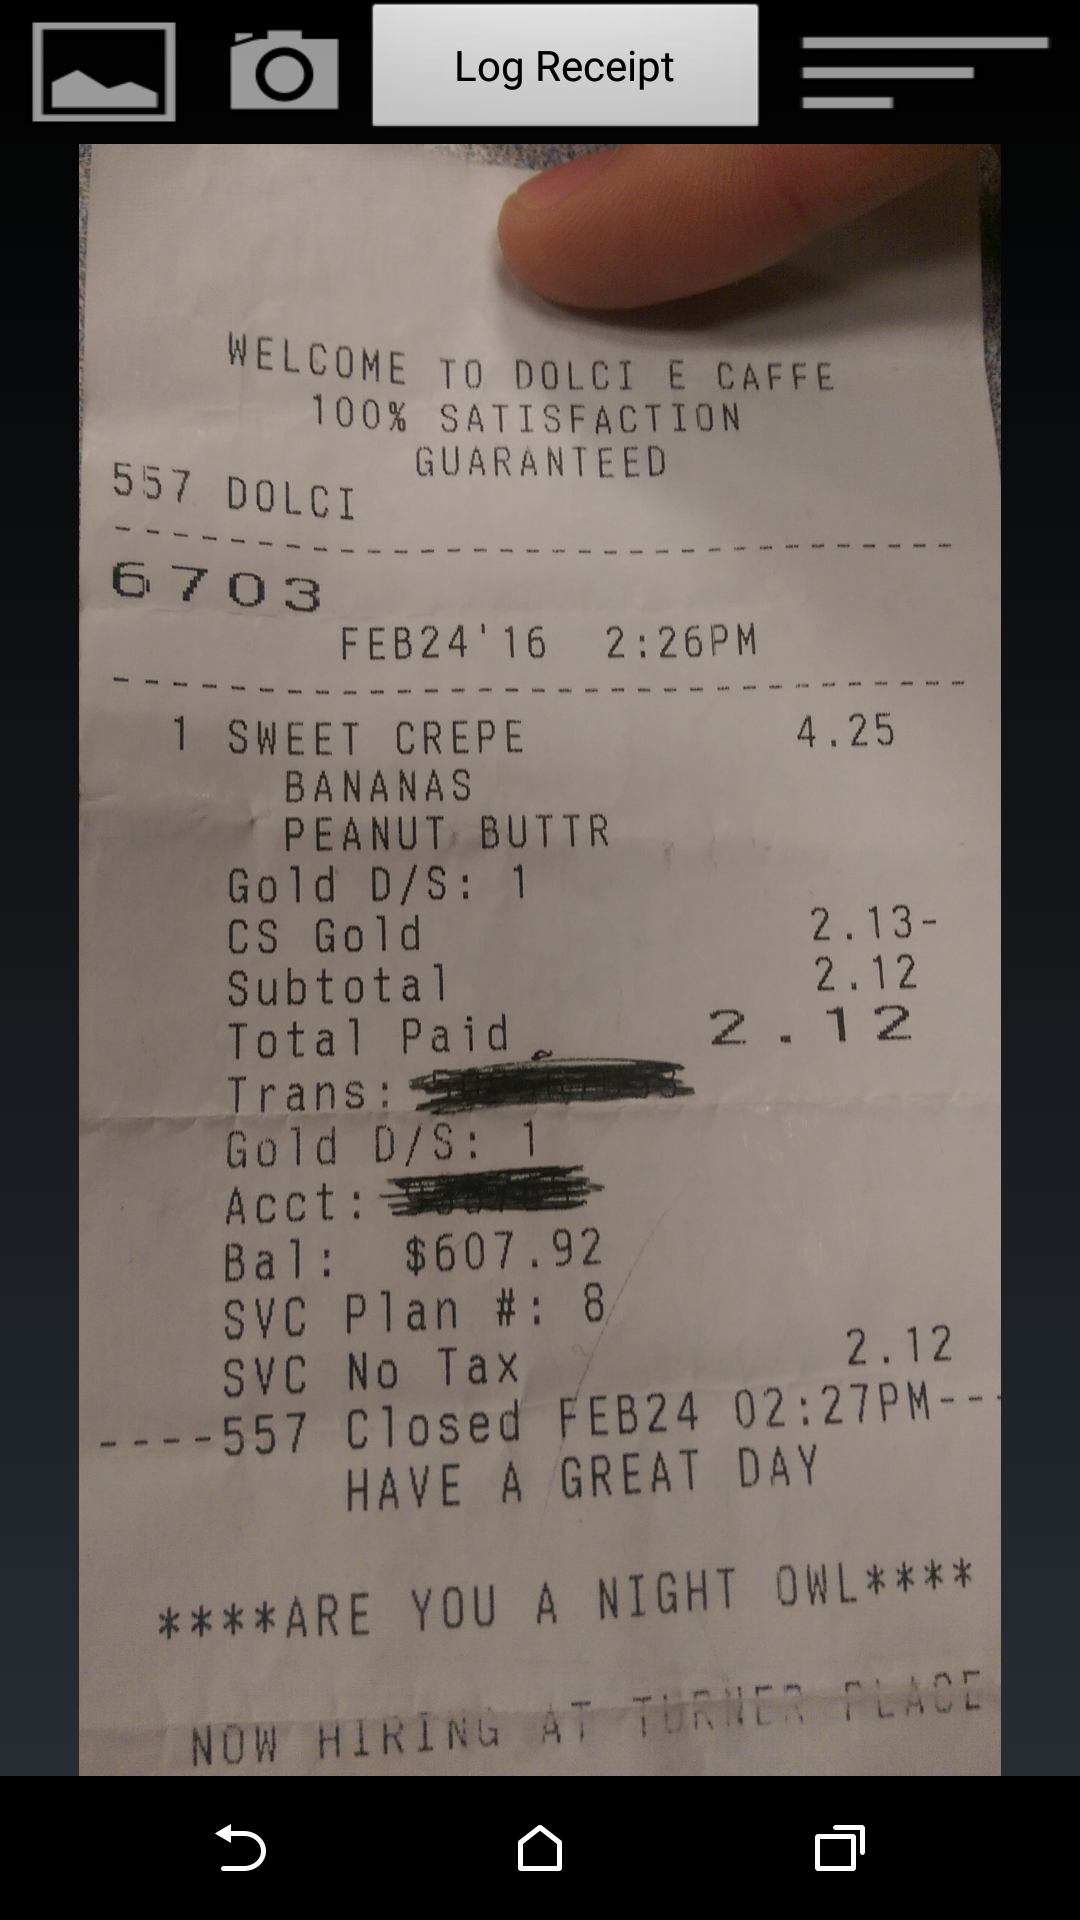 Log Receipt
WELCOME TO DOLCI E CAFFE
100% SATISFACTION
GUARANTEED
557 DOLCI
--------------------------------
6703
FEB24'16 2:26PM
--------------------------------
1 SWEET CREPE 4.25
BANANAS
PEANUT BUTTR
Gold D/S: 1
CS Gold 2.13-
Subtotal 2.12
Total Paid 2.12
Trans:
Gold D/S: 1
Acct:
Bal: $607.92
SVC Plan #: 8
SVC No Tax 2.12
----557 Closed FEB24 02:27PM---
HAVE A GREAT DAY
****ARE YOU A NIGHT OWL****
NOW HIRING AT TURNER PLACE